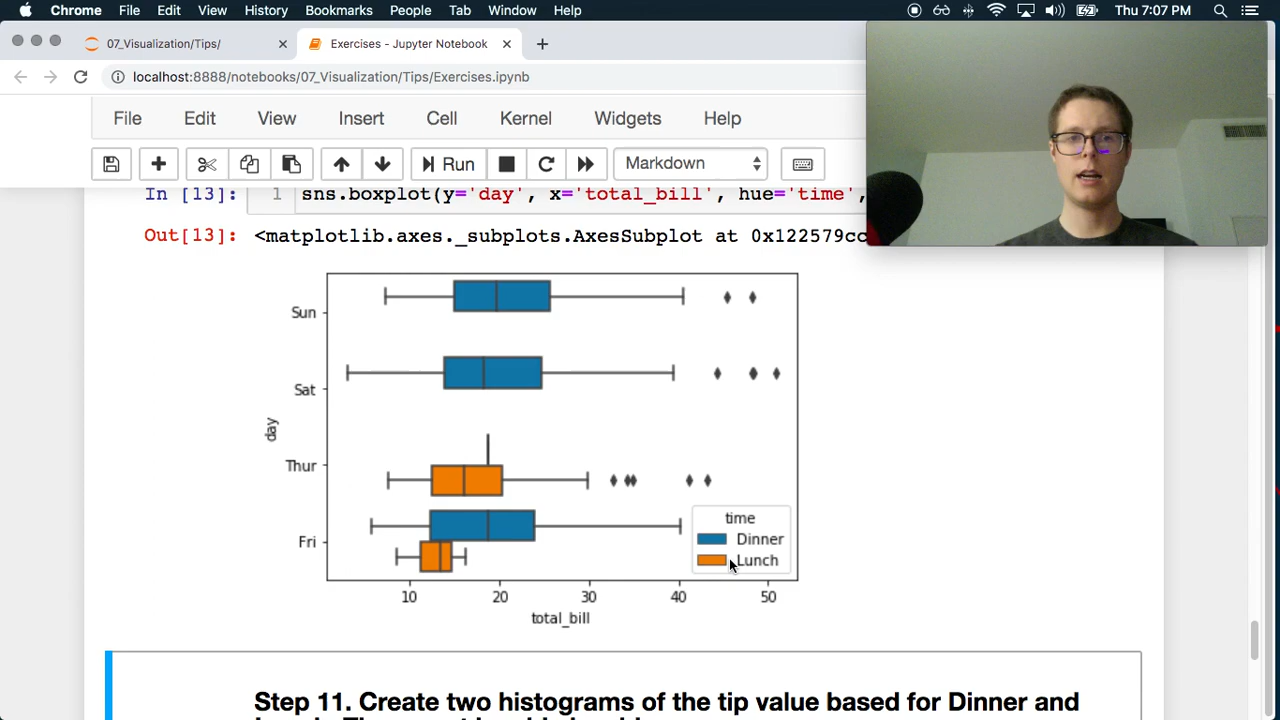 Chrome File Edit View History Bookmarks People Tab Window Help Thu 7:07 PM
07_Visualization/Tips/ Exercises - Jupyter Notebook
localhost:8888/notebooks/07_Visualization/Tips/Exercises.ipynb
File Edit View Insert Cell Kernel Widgets Help
Run Markdown
In [13]: 1 sns.boxplot(y='day', x='total_bill', hue='time',
Out[13]: <matplotlib.axes._subplots.AxesSubplot at 0x122579cc
Sun
Sat
day
Thur
Fri
time
Dinner
Lunch
10 20 30 40 50
total_bill
Step 11. Create two histograms of the tip value based for Dinner and